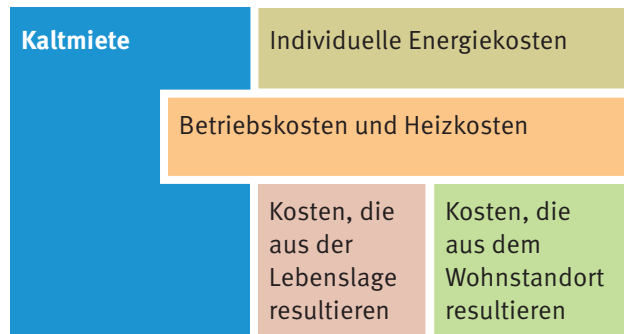 Kaltmiete
Individuelle Energiekosten
Betriebskosten und Heizkosten
Kosten, die
aus der
Lebenslage
resultieren
Kosten, die
aus dem
Wohnstandort
resultieren